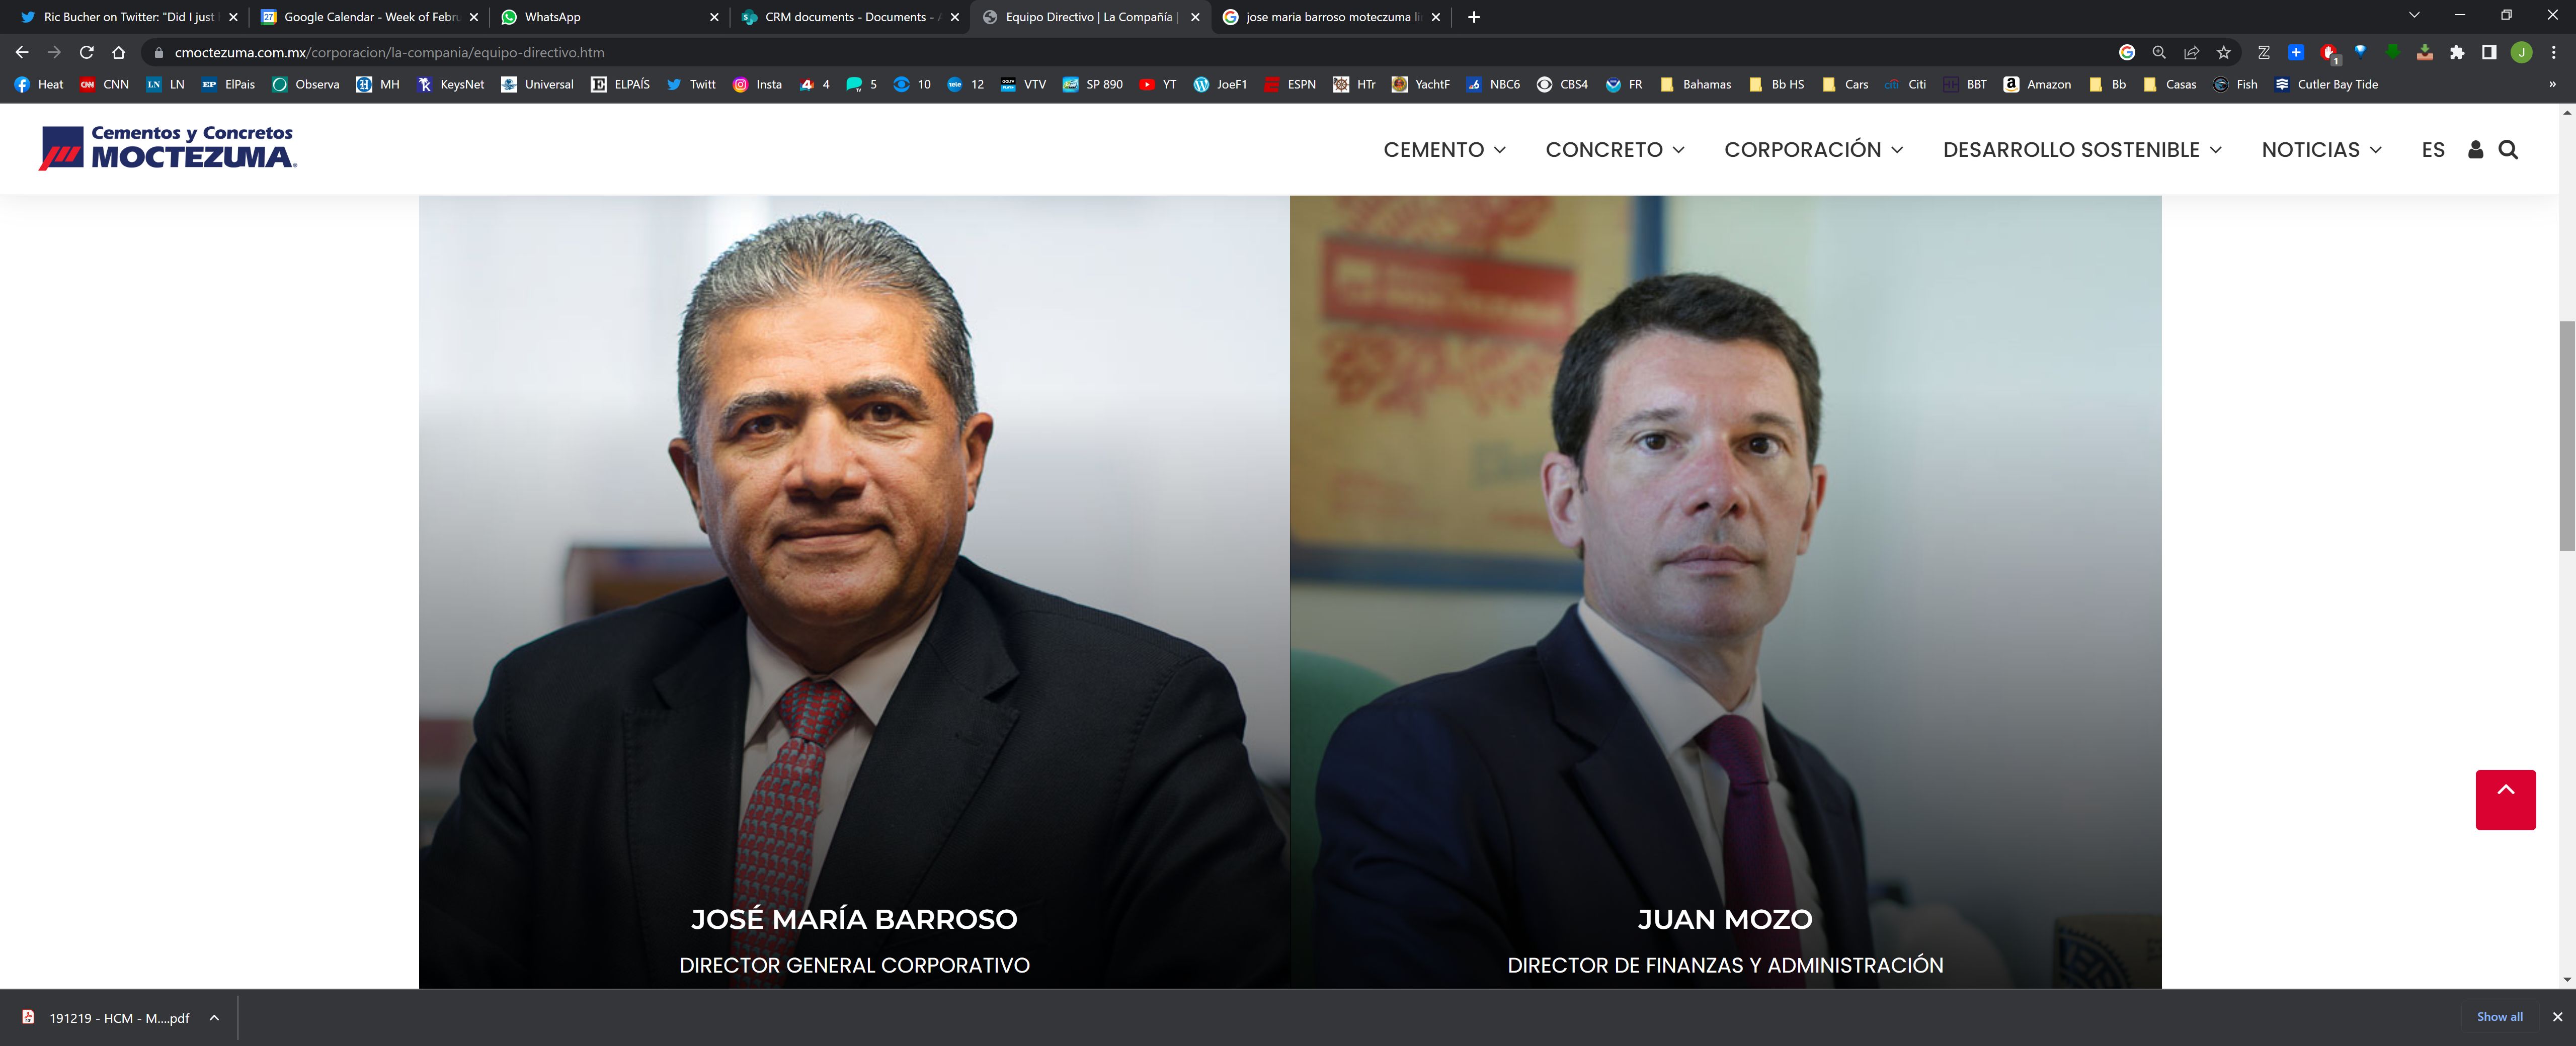 Ric Bucher on Twitter: "Did I just
Google Calendar - Week of Febru
WhatsApp
CRM documents - Documents -
Equipo Directivo | La Compañía |
jose maria barroso moteczuma li
cmoctezuma.com.mx/corporacion/la-compania/equipo-directivo.htm
1
J
Heat
CNN
LN
ElPais
Observa
MH
KeysNet
Universal
ELPAÍS
Twitt
Insta
4
5
10
12
VTV
SP 890
YT
JoeF1
ESPN
HTr
YachtF
NBC6
CBS4
FR
Bahamas
Bb HS
Cars
Citi
BBT
Amazon
Bb
Casas
Fish
Cutler Bay Tide
»
Cementos y Concretos
MOCTEZUMA
CEMENTO
CONCRETO
CORPORACIÓN
DESARROLLO SOSTENIBLE
NOTICIAS
ES
JOSÉ MARÍA BARROSO
DIRECTOR GENERAL CORPORATIVO
JUAN MOZO
DIRECTOR DE FINANZAS Y ADMINISTRACIÓN
191219 - HCM - M....pdf
Show all